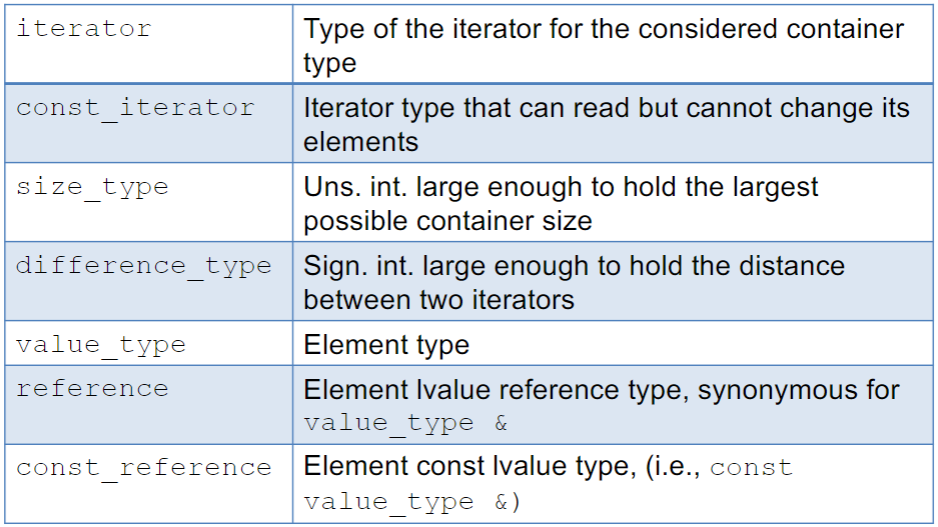 iterator
Type of the iterator for the considered container
type
const_iterator
Iterator type that can read but cannot change its
elements
size_type
Uns. int. large enough to hold the largest
possible container size
difference_type
Sign. int. large enough to hold the distance
between two iterators
value_type
Element type
reference
Element lvalue reference type, synonymous for
value_type &
const_reference
Element const lvalue type, (i.e., const
value_type &)